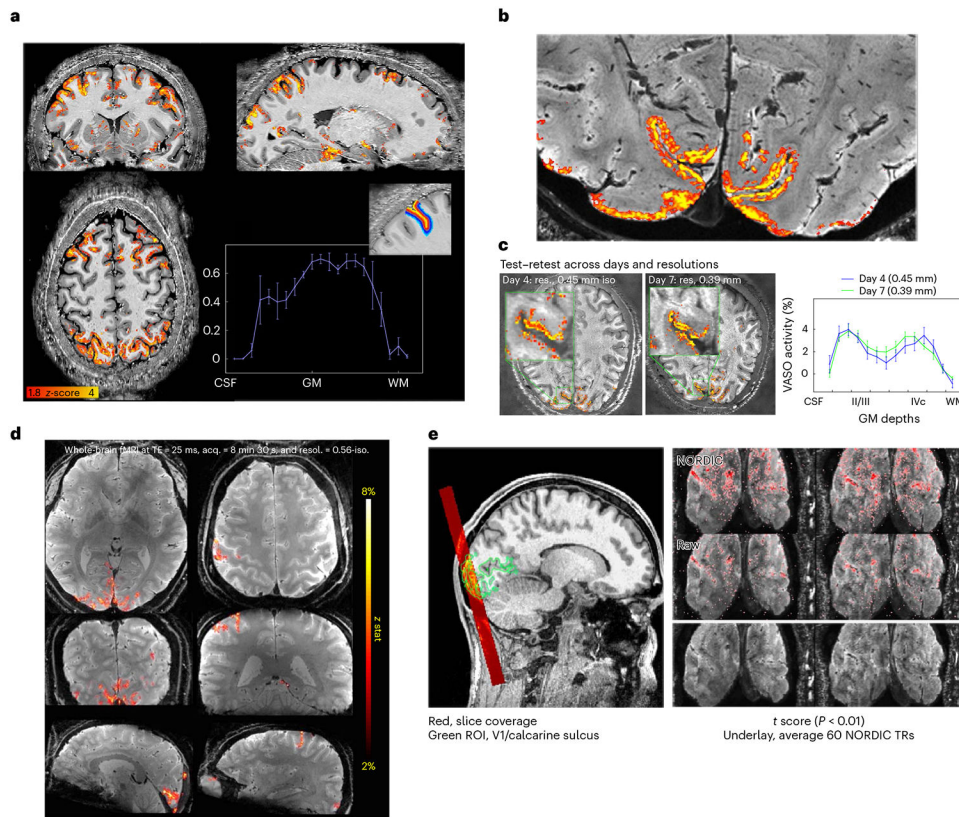 a
0.6
0.4
0.2
0
CSF
GM
WM
1.8 z-score 4
b
c
Test–retest across days and resolutions
Day 4: res., 0.45 mm iso
Day 7: res, 0.39 mm
Day 4 (0.45 mm)
Day 7 (0.39 mm)
VASO activity (%)
4
2
0
CSF
II/III
IVc
WM
GM depths
d
Whole-brain fMRI at TE = 25 ms, acq. = 8 min 30 s, and resol. = 0.56-iso.
8%
z stat
2%
e
Red, slice coverage
Green ROI, V1/calcarine sulcus
NORDIC
Raw
t score (P < 0.01)
Underlay, average 60 NORDIC TRs